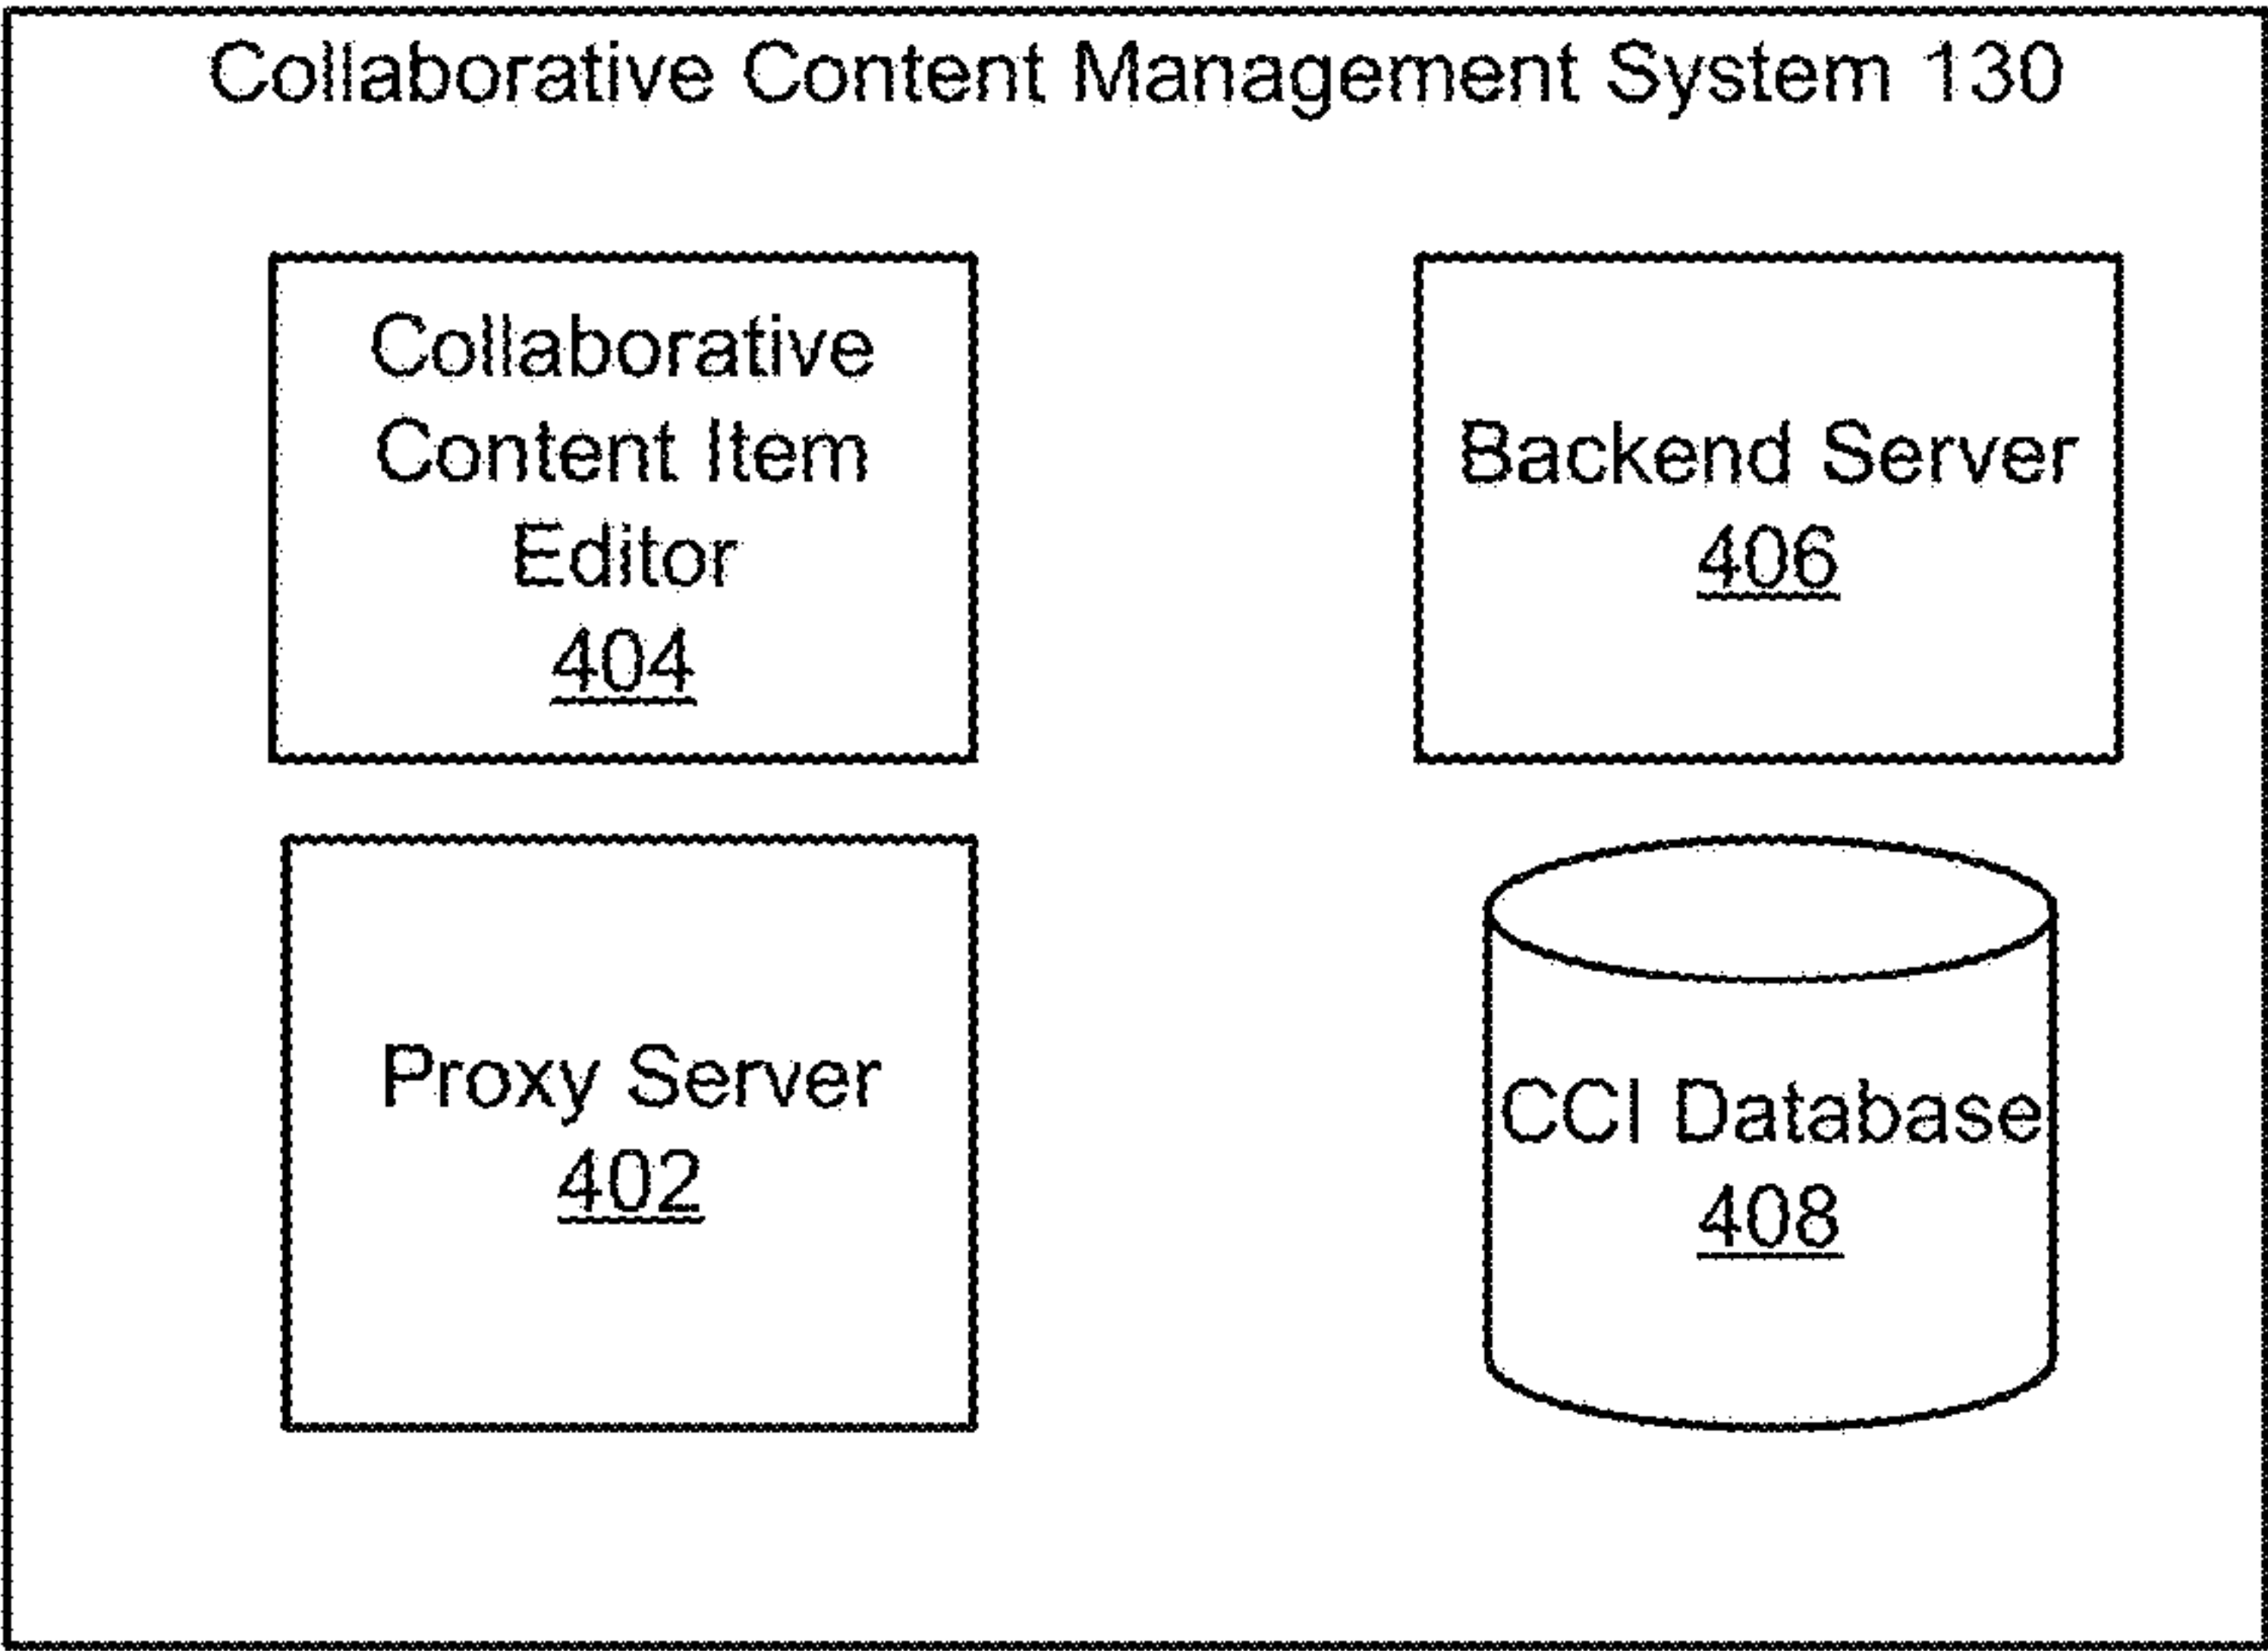 Collaborative Content Management System 130
Collaborative
Content Item
Editor
404
Backend Server
406
Proxy Server
402
CCI Database
408